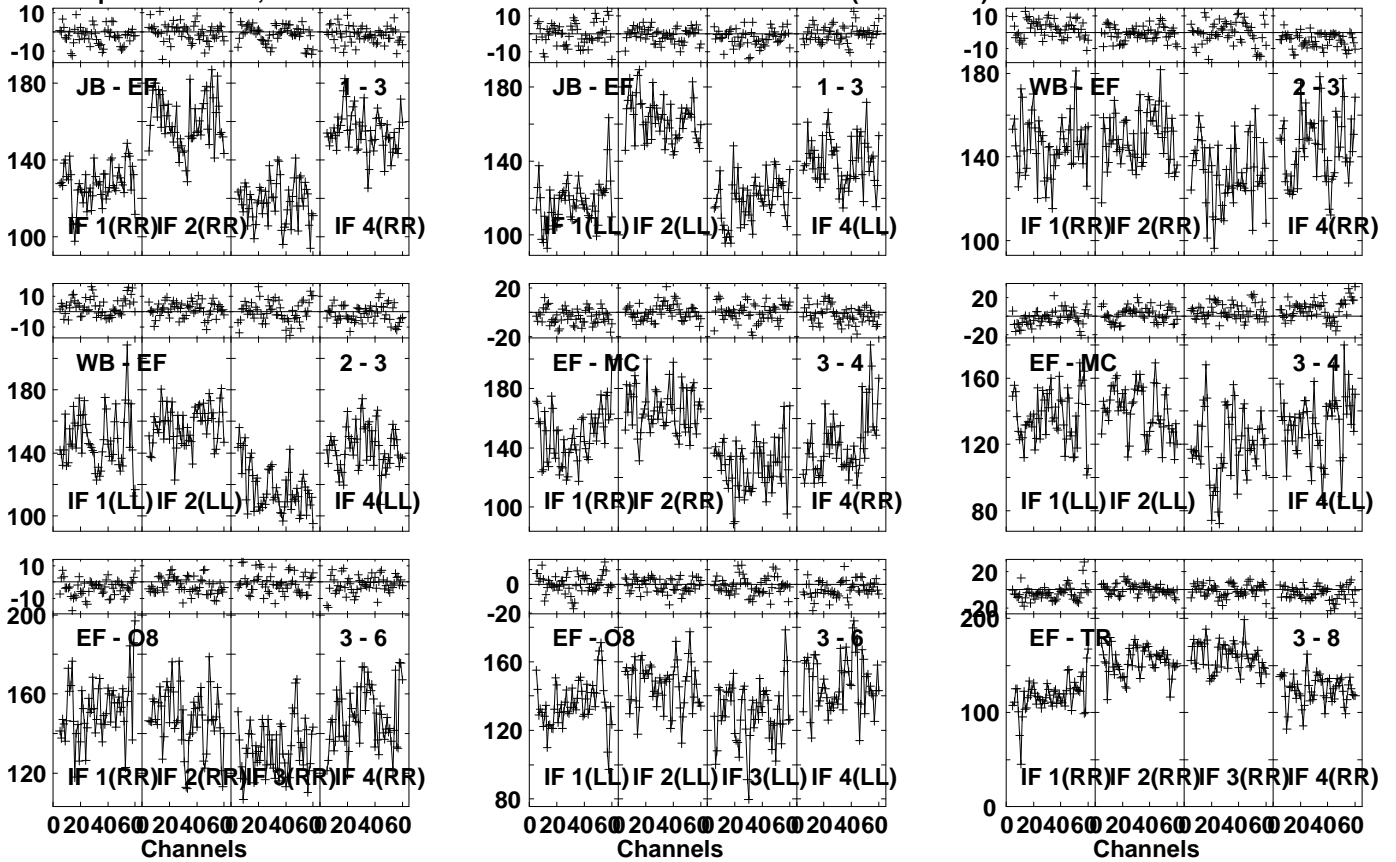 10
-10
180
140
100
JB - EF 1 - 3
IF 1(RR) IF 2(RR) IF 4(RR)
10
-10
180
140
100
JB - EF 1 - 3
IF 1(LL) IF 2(LL) IF 4(LL)
10
-10
180
140
100
WB - EF 2 - 3
IF 1(RR) IF 2(RR) IF 4(RR)
10
-10
180
140
100
WB - EF 2 - 3
IF 1(LL) IF 2(LL) IF 4(LL)
20
-20
180
140
100
EF - MC 3 - 4
IF 1(RR) IF 2(RR) IF 4(RR)
20
-20
160
120
80
EF - MC 3 - 4
IF 1(LL) IF 2(LL) IF 4(LL)
10
-10
200
160
120
EF - O8 3 - 6
IF 1(RR) IF 2(RR) IF 3(RR) IF 4(RR)
0 20 40 60 0 20 40 60 0 20 40 60 0 20 40 60
Channels
0
-20
160
120
80
EF - O8 3 - 6
IF 1(LL) IF 2(LL) IF 3(LL) IF 4(LL)
0 20 40 60 0 20 40 60 0 20 40 60 0 20 40 60
Channels
20
-20
200
100
0
EF - TR 3 - 8
IF 1(RR) IF 2(RR) IF 3(RR) IF 4(RR)
0 20 40 60 0 20 40 60 0 20 40 60 0 20 40 60
Channels